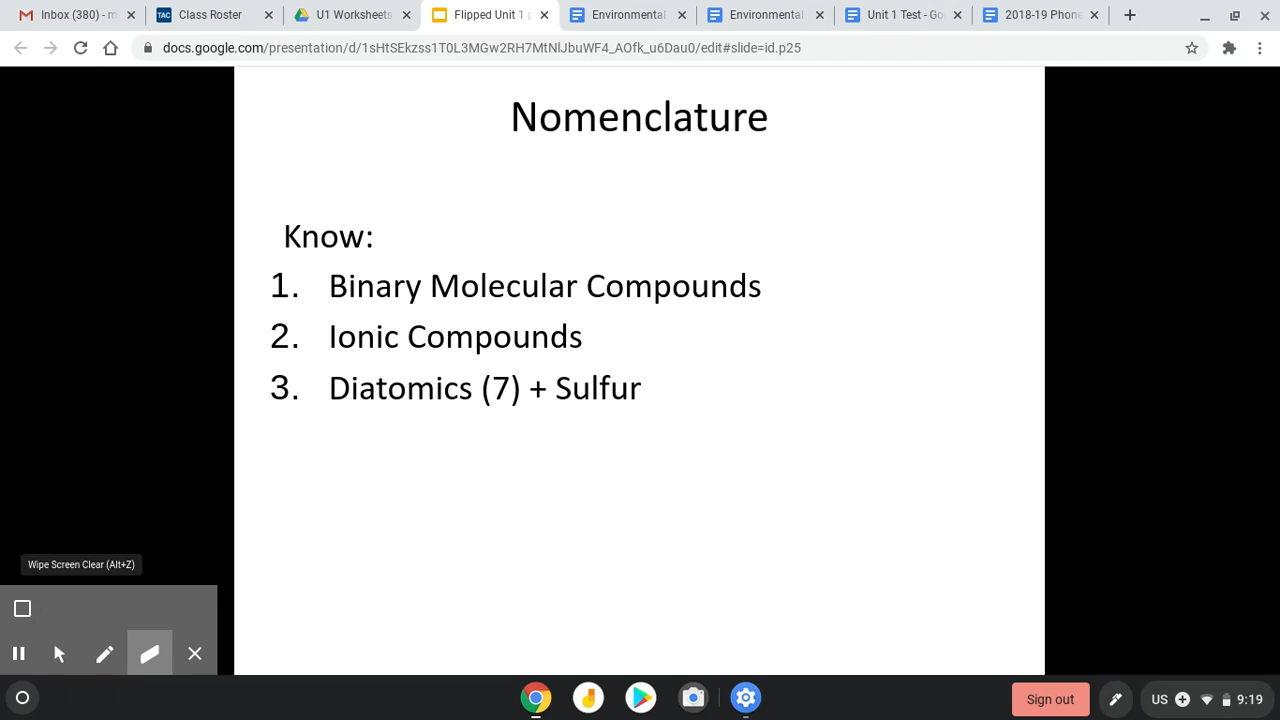 Inbox (380) - m
Class Roster
U1 Worksheets
Flipped Unit 1 p
Environmental
Environmental
Unit 1 Test - Go
2018-19 Phon
TAC
docs.google.com/presentation/d/1sHtSEkzss1T0L3MGw2RH7MtNlJbuWF4_AOfk_u6Dau0/edit#slide=id.p25
Nomenclature
Know:
1. Binary Molecular Compounds
2. Ionic Compounds
3. Diatomics (7) + Sulfur
Wipe Screen Clear (Alt+Z)
Sign out
US
9:19